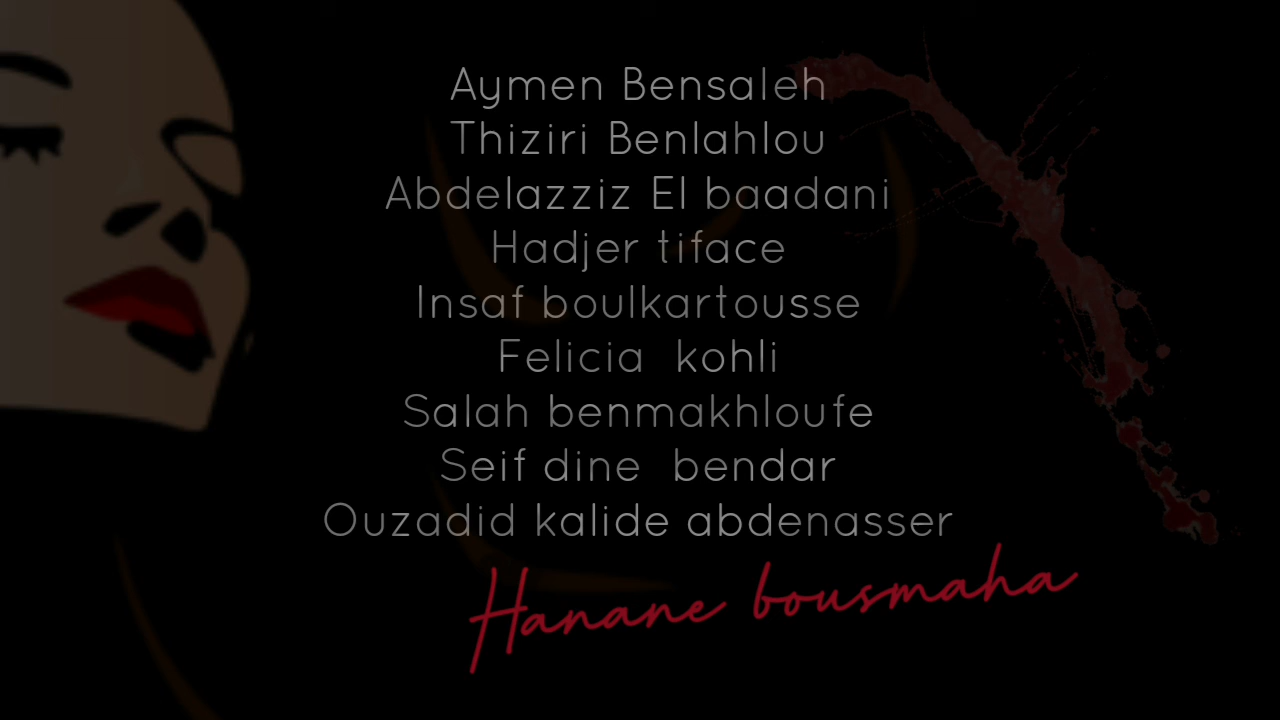 Aymen Bensaleh
Thiziri Benlahlou
Abdelazziz El baadani
Hadjer tiface
Insaf boulkartousse
Felicia kohli
Salah benmakhloufe
Seif dine bendar
Ouzadid kalide abdenasser
Hanane bousmaha